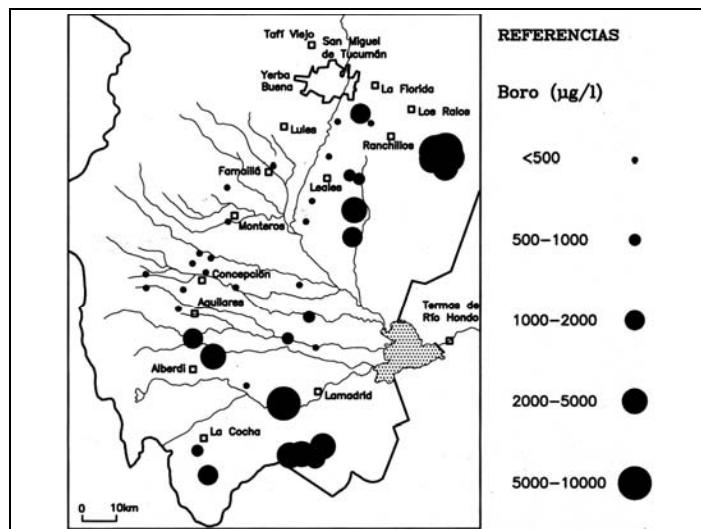 Tafí Viejo
San Miguel
de Tucumán
Yerba
Buena
La Florida
Los Ralos
Lules
Ranchillos
Famaillá
Leales
Monteros
Concepción
Aguilares
Termas de
Río Hondo
Alberdi
Lamadrid
La Cocha
0 10km
REFERENCIAS
Boro (µg/l)
<500
500-1000
1000-2000
2000-5000
5000-10000